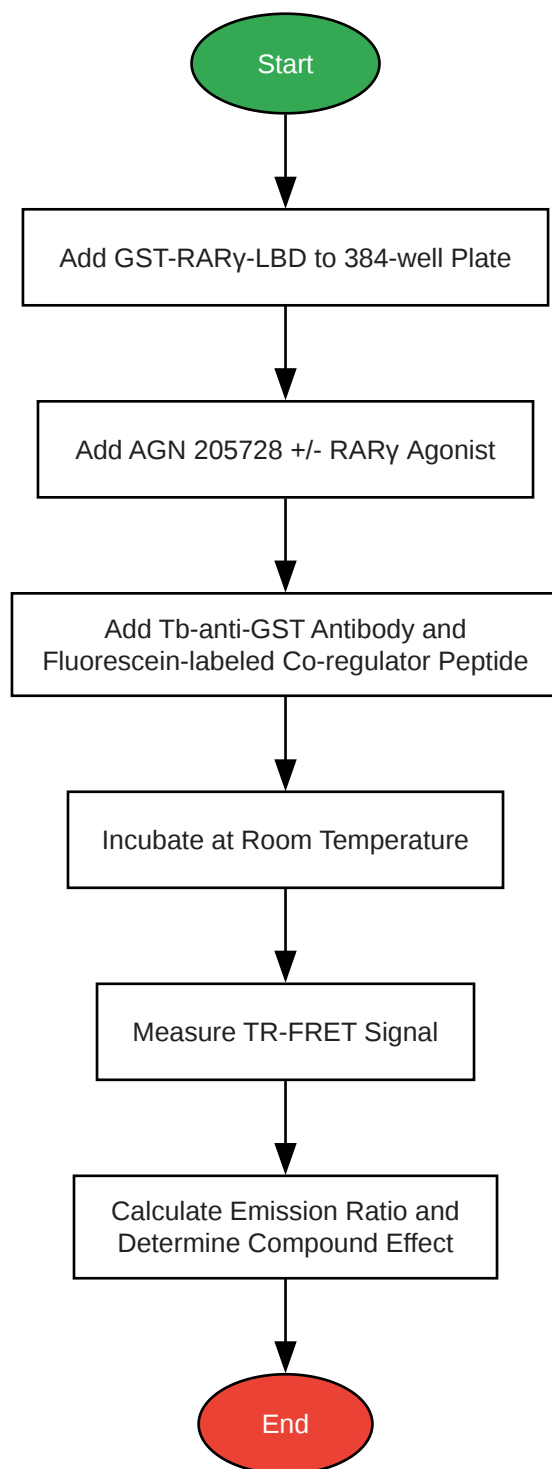 Start
Add GST-RARγ-LBD to 384-well Plate
Add AGN 205728 +/- RARγ Agonist
Add Tb-anti-GST Antibody and
Fluorescein-labeled Co-regulator Peptide
Incubate at Room Temperature
Measure TR-FRET Signal
Calculate Emission Ratio and
Determine Compound Effect
End